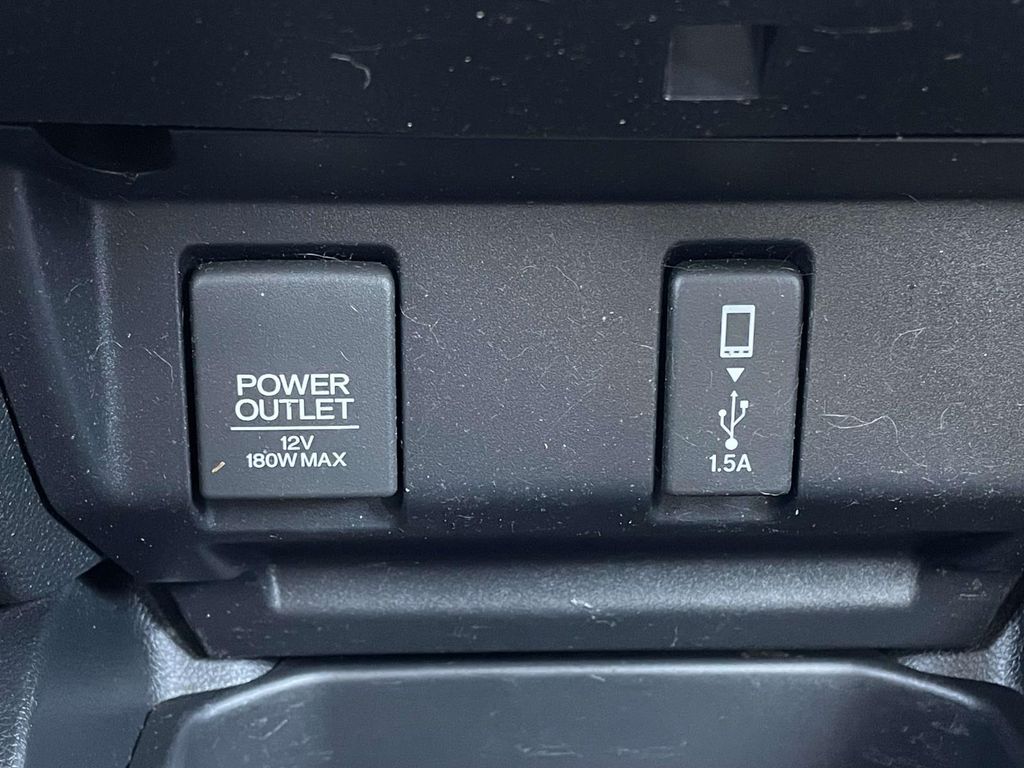 POWER
OUTLET
12V
180W MAX
1.5A